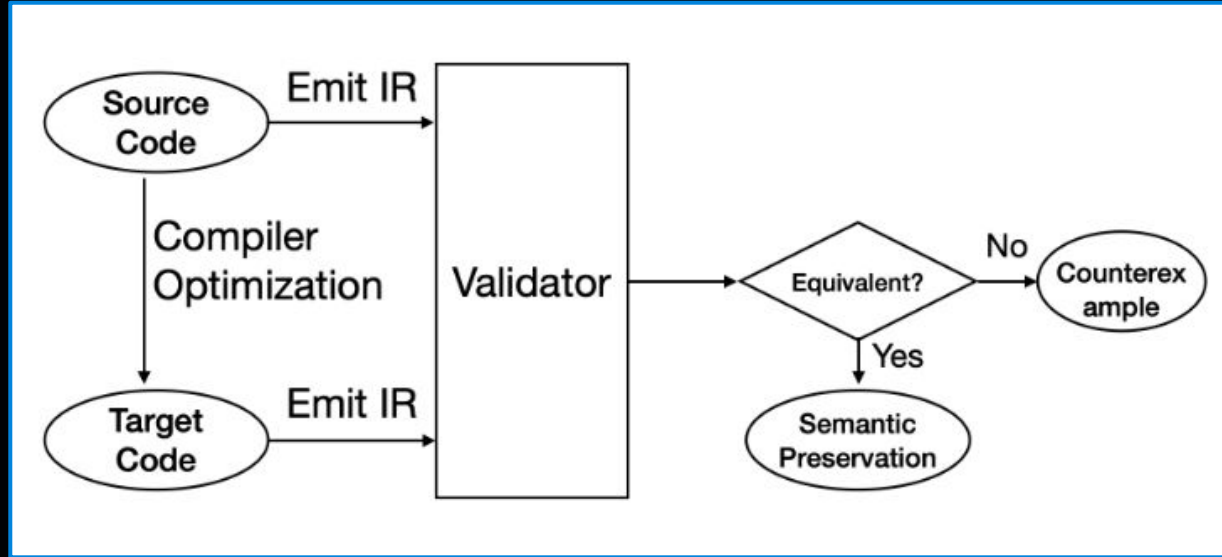 Source
Code
Emit IR
Compiler
Optimization
Validator
Equivalent?
No
Counterex
ample
Yes
Target
Code
Emit IR
Semantic
Preservation